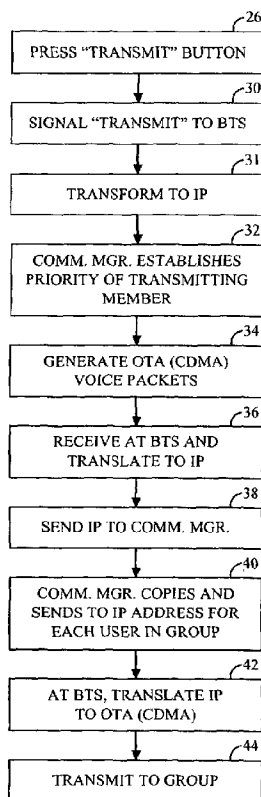 26
PRESS "TRANSMIT" BUTTON
30
SIGNAL "TRANSMIT" TO BTS
31
TRANSFORM TO IP
32
COMM. MGR. ESTABLISHES
PRIORITY OF TRANSMITTING
MEMBER
34
GENERATE OTA (CDMA)
VOICE PACKETS
36
RECEIVE AT BTS AND
TRANSLATE TO IP
38
SEND IP TO COMM. MGR.
40
COMM. MGR. COPIES AND
SENDS TO IP ADDRESS FOR
EACH USER IN GROUP
42
AT BTS, TRANSLATE IP
TO OTA (CDMA)
44
TRANSMIT TO GROUP